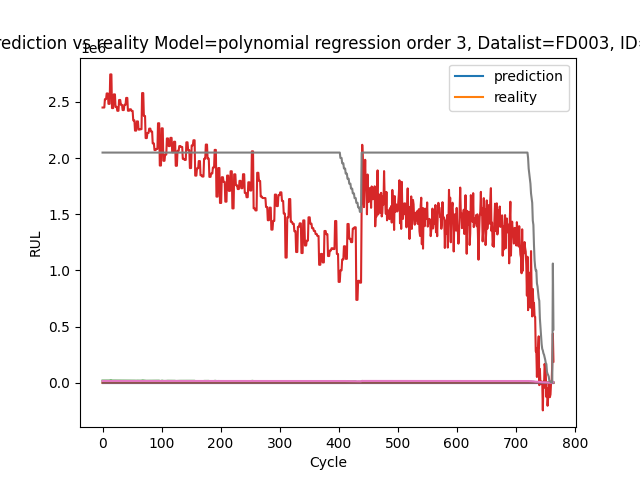 rediction vs reality Model=polynomial regression order 3, Datalist=FD003, ID=
1e6
prediction
reality
RUL
2.5
2.0
1.5
1.0
0.5
0.0
0 100 200 300 400 500 600 700 800
Cycle